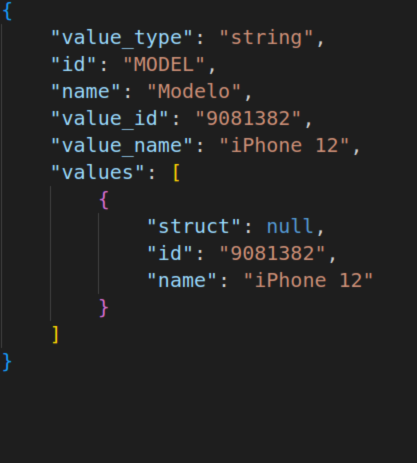 {
    "value_type": "string",
    "id": "MODEL",
    "name": "Modelo",
    "value_id": "9081382",
    "value_name": "iPhone 12",
    "values": [
        {
            "struct": null,
            "id": "9081382",
            "name": "iPhone 12"
        }
    ]
}